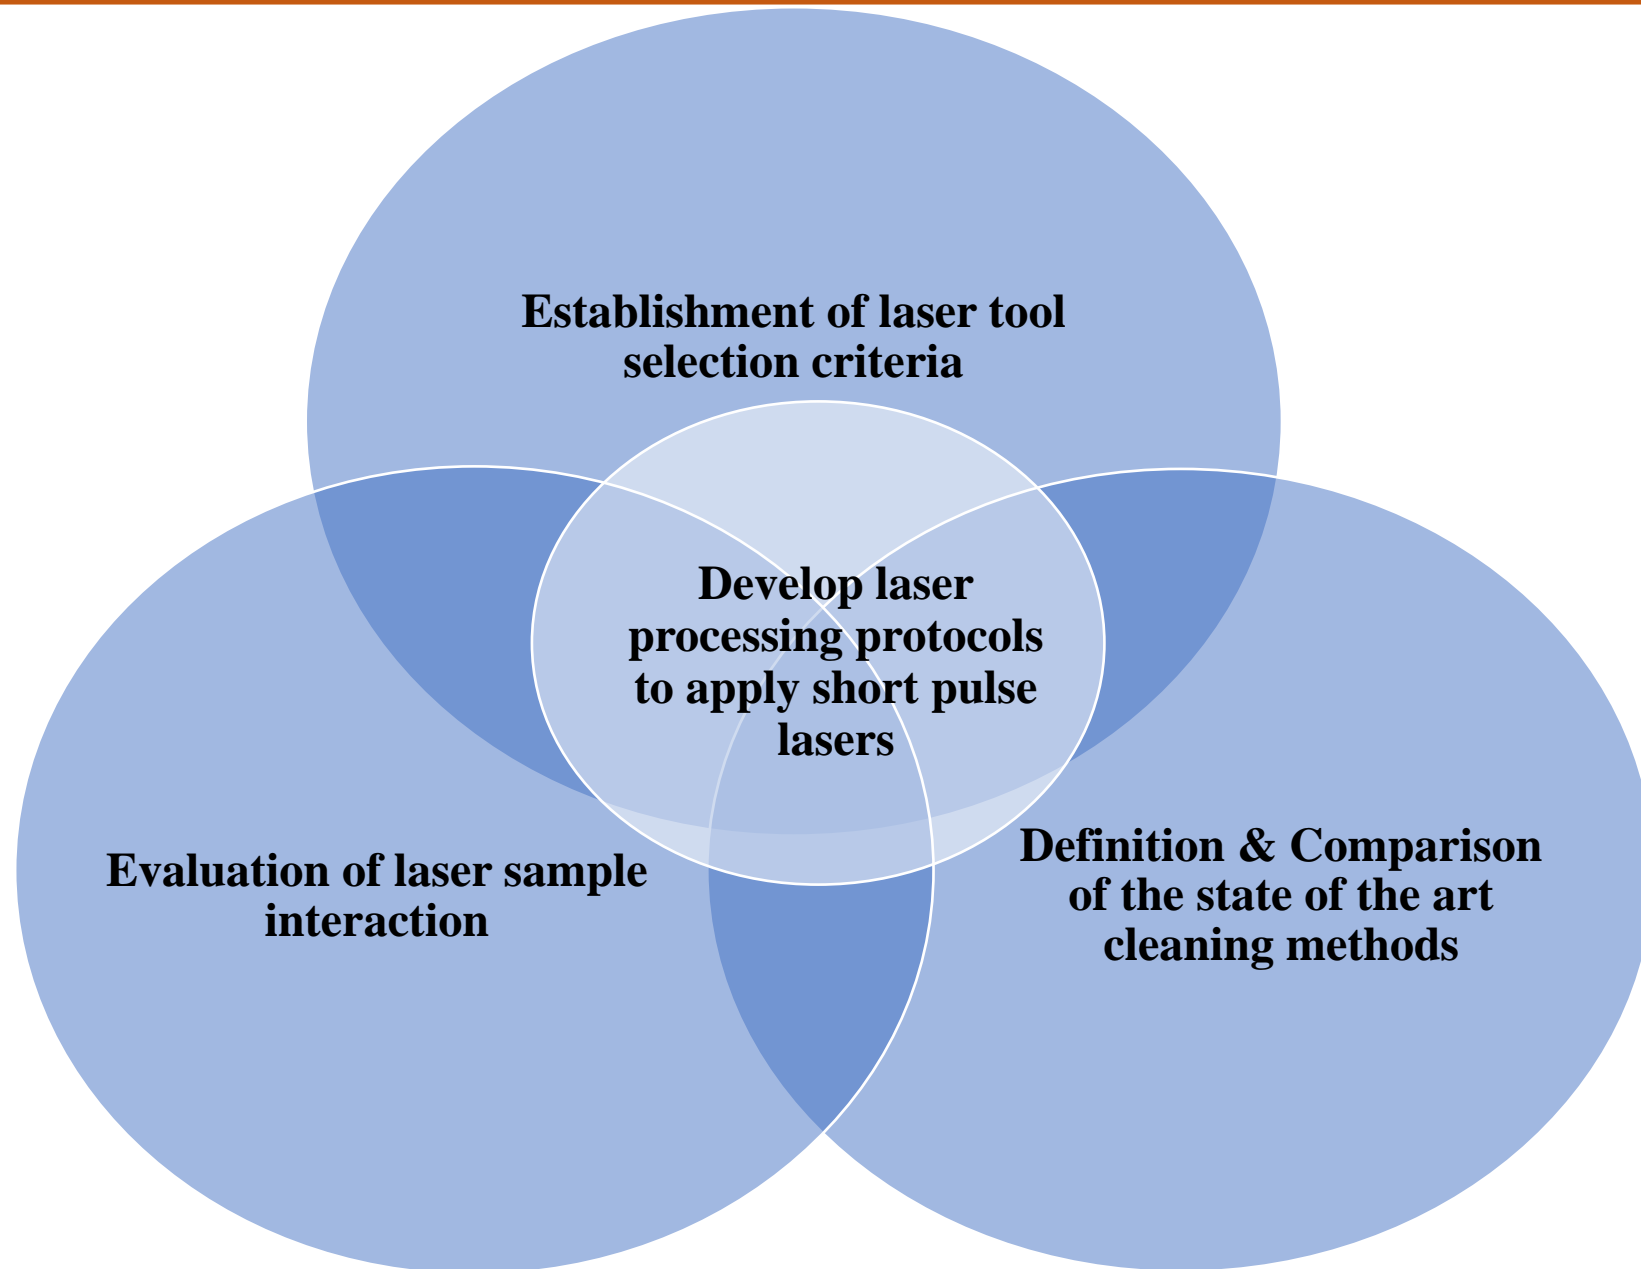 Establishment of laser tool
selection criteria
Develop laser
processing protocols
to apply short pulse
lasers
Evaluation of laser sample
interaction
Definition & Comparison
of the state of the art
cleaning methods